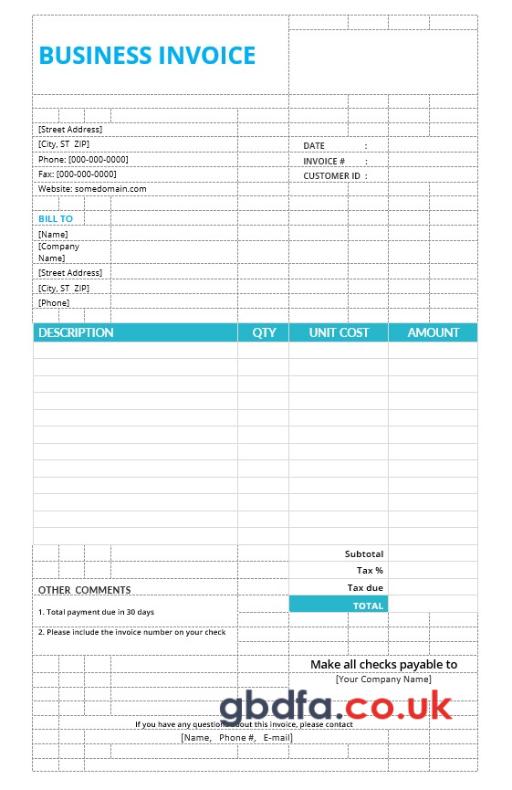 BUSINESS INVOICE
[Street Address]
[City, ST ZIP]
DATE :
Phone: [000-000-0000]
INVOICE # :
Fax: [000-000-0000]
CUSTOMER ID :
Website: somedomain.com
BILL TO
[Name]
[Company
Name]
[Street Address]
[City, ST ZIP]
[Phone]
DESCRIPTION QTY UNIT COST AMOUNT
Subtotal
Tax %
Tax due
TOTAL
OTHER COMMENTS
1. Total payment due in 30 days
2. Please include the invoice number on your check
Make all checks payable to
[Your Company Name]
gbdfa.co.uk
If you have any questions about this invoice, please contact
[Name, Phone #, E-mail]